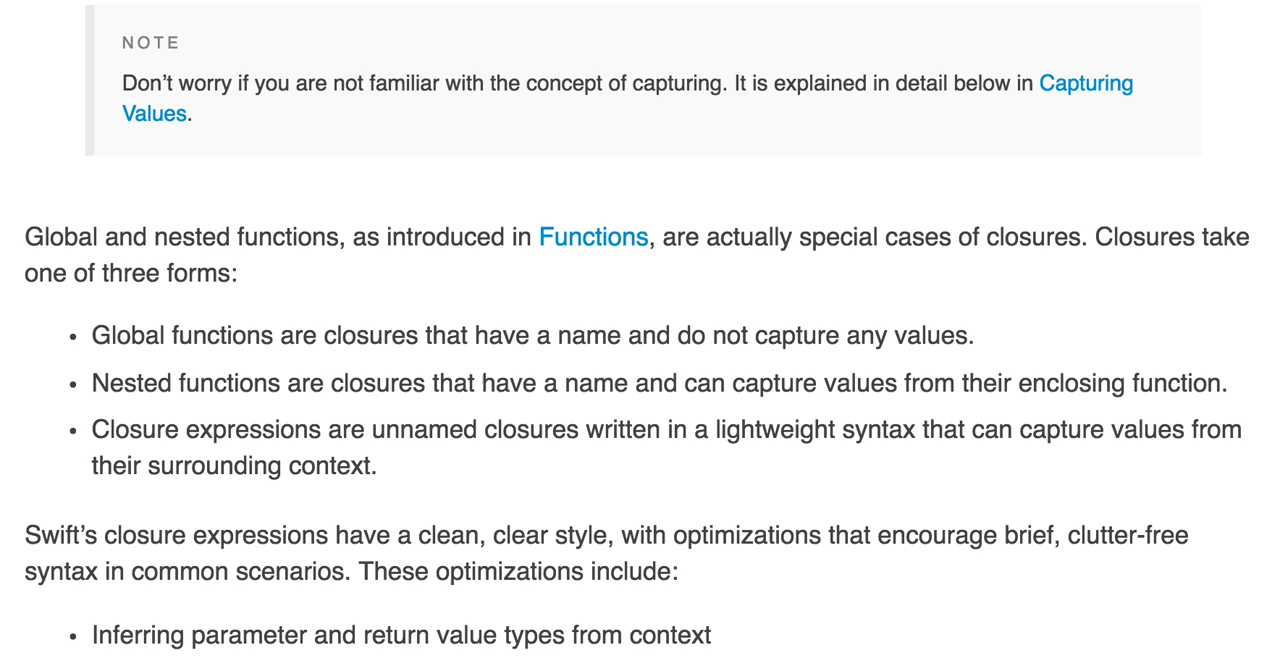 NOTE
Don’t worry if you are not familiar with the concept of capturing. It is explained in detail below in Capturing
Values.
Global and nested functions, as introduced in Functions, are actually special cases of closures. Closures take
one of three forms:
• Global functions are closures that have a name and do not capture any values.
• Nested functions are closures that have a name and can capture values from their enclosing function.
• Closure expressions are unnamed closures written in a lightweight syntax that can capture values from
their surrounding context.
Swift’s closure expressions have a clean, clear style, with optimizations that encourage brief, clutter-free
syntax in common scenarios. These optimizations include:
• Inferring parameter and return value types from context